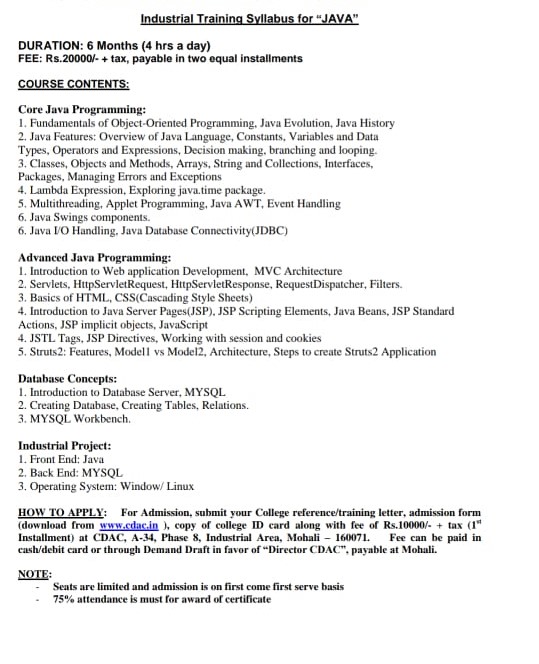 Industrial Training Syllabus for "JAVA"
DURATION: 6 Months (4 hrs a day)
FEE: Rs.20000/- + tax, payable in two equal installments
COURSE CONTENTS:
Core Java Programming:
1. Fundamentals of Object-Oriented Programming, Java Evolution, Java History
2. Java Features: Overview of Java Language, Constants, Variables and Data
Types, Operators and Expressions, Decision making, branching and looping.
3. Classes, Objects and Methods, Arrays, String and Collections, Interfaces,
Packages, Managing Errors and Exceptions
4. Lambda Expression, Exploring java.time package.
5. Multithreading, Applet Programming, Java AWT, Event Handling
6. Java Swings components.
6. Java I/O Handling, Java Database Connectivity(JDBC)
Advanced Java Programming:
1. Introduction to Web application Development, MVC Architecture
2. Servlets, HttpServletRequest, HttpServletResponse, RequestDispatcher, Filters.
3. Basics of HTML, CSS(Cascading Style Sheets)
4. Introduction to Java Server Pages(JSP), JSP Scripting Elements, Java Beans, JSP Standard
Actions, JSP implicit objects, JavaScript
4. JSTL Tags, JSP Directives, Working with session and cookies
5. Struts2: Features, Model1 vs Model2, Architecture, Steps to create Struts2 Application
Database Concepts:
1. Introduction to Database Server, MYSQL
2. Creating Database, Creating Tables, Relations.
3. MYSQL Workbench.
Industrial Project:
1. Front End: Java
2. Back End: MYSQL
3. Operating System: Window/ Linux
HOW TO APPLY: For Admission, submit your College reference/training letter, admission form
(download from www.cdac.in ), copy of college ID card along with fee of Rs.10000/- + tax (1st
Installment) at CDAC, A-34, Phase 8, Industrial Area, Mohali – 160071. Fee can be paid in
cash/debit card or through Demand Draft in favor of "Director CDAC", payable at Mohali.
NOTE:
- Seats are limited and admission is on first come first serve basis
- 75% attendance is must for award of certificate